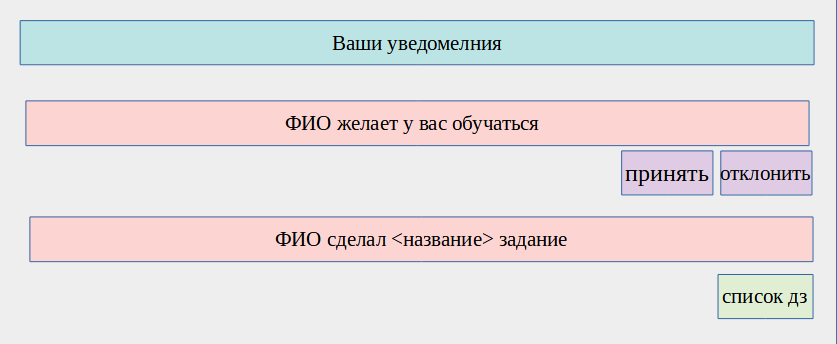 Ваши уведомелния
ФИО желает у вас обучаться
принять отклонить
ФИО сделал <название> задание
список дз